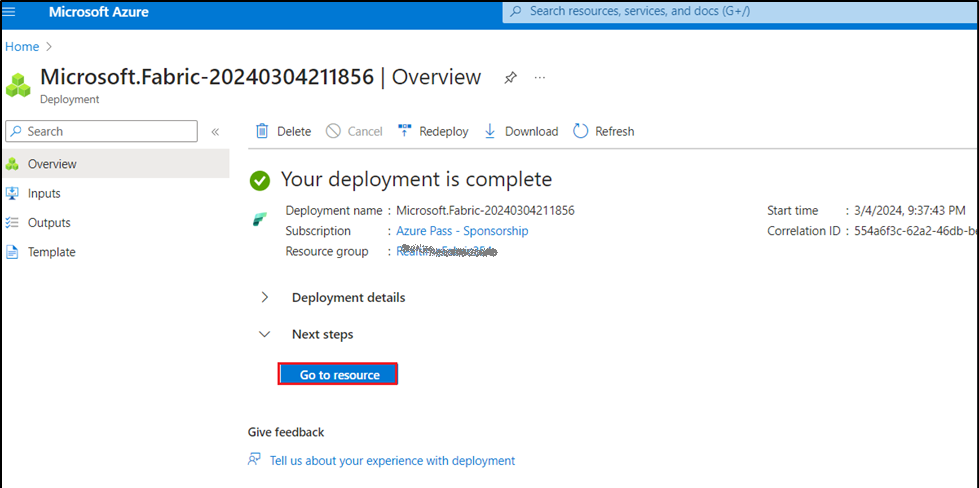 Microsoft Azure
Search resources, services, and docs (G+/)
Home
Microsoft.Fabric-20240304211856 | Overview
Deployment
Search
Delete
Cancel
Redeploy
Download
Refresh
Overview
Inputs
Outputs
Template
Your deployment is complete
Deployment name : Microsoft.Fabric-20240304211856
Start time : 3/4/2024, 9:37:43 PM
Subscription : Azure Pass - Sponsorship
Correlation ID : 554a6f3c-62a2-46db-
Resource group :
Deployment details
Next steps
Go to resource
Give feedback
Tell us about your experience with deployment